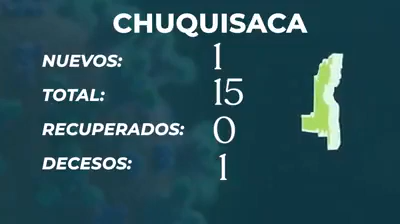 CHUQUISACA
NUEVOS: 1
TOTAL: 15
RECUPERADOS: 0
DECESOS: 1